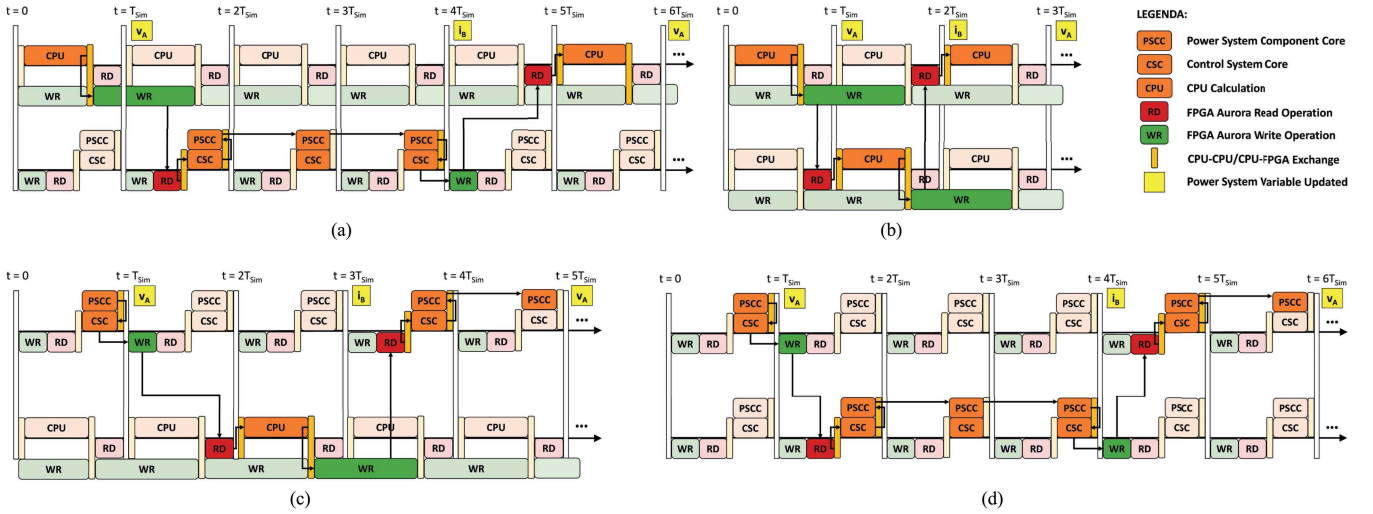 t = 0 t = T_Sim t = 2T_Sim t = 3T_Sim t = 4T_Sim t = 5T_Sim t = 6T_Sim
v_A i_B v_A
CPU CPU CPU CPU CPU CPU ...
RD RD RD RD RD RD
WR WR WR WR WR WR
PSCC PSCC PSCC PSCC PSCC PSCC
CSC CSC CSC CSC CSC CSC ...
WR RD WR RD WR RD WR RD WR RD WR RD
(a)
t = 0 t = T_Sim t = 2T_Sim t = 3T_Sim
v_A i_B v_A
CPU CPU CPU ...
RD RD RD
WR WR WR
CPU CPU CPU ...
RD RD RD
WR WR WR
(b)
LEGENDA:
PSCC Power System Component Core
CSC Control System Core
CPU CPU Calculation
RD FPGA Aurora Read Operation
WR FPGA Aurora Write Operation
CPU-CPU/CPU-FPGA Exchange
Power System Variable Updated
t = 0 t = T_Sim t = 2T_Sim t = 3T_Sim t = 4T_Sim t = 5T_Sim
v_A i_B v_A
PSCC PSCC PSCC PSCC PSCC
CSC CSC CSC CSC CSC ...
WR RD WR RD WR RD WR RD WR RD
CPU CPU CPU CPU CPU ...
RD RD RD RD RD
WR WR WR WR WR
(c)
t = 0 t = T_Sim t = 2T_Sim t = 3T_Sim t = 4T_Sim t = 5T_Sim t = 6T_Sim
v_A i_B v_A
PSCC PSCC PSCC PSCC PSCC PSCC
CSC CSC CSC CSC CSC CSC ...
WR RD WR RD WR RD WR RD WR RD WR RD
PSCC PSCC PSCC PSCC PSCC PSCC
CSC CSC CSC CSC CSC CSC ...
WR RD WR RD WR RD WR RD WR RD WR RD
(d)